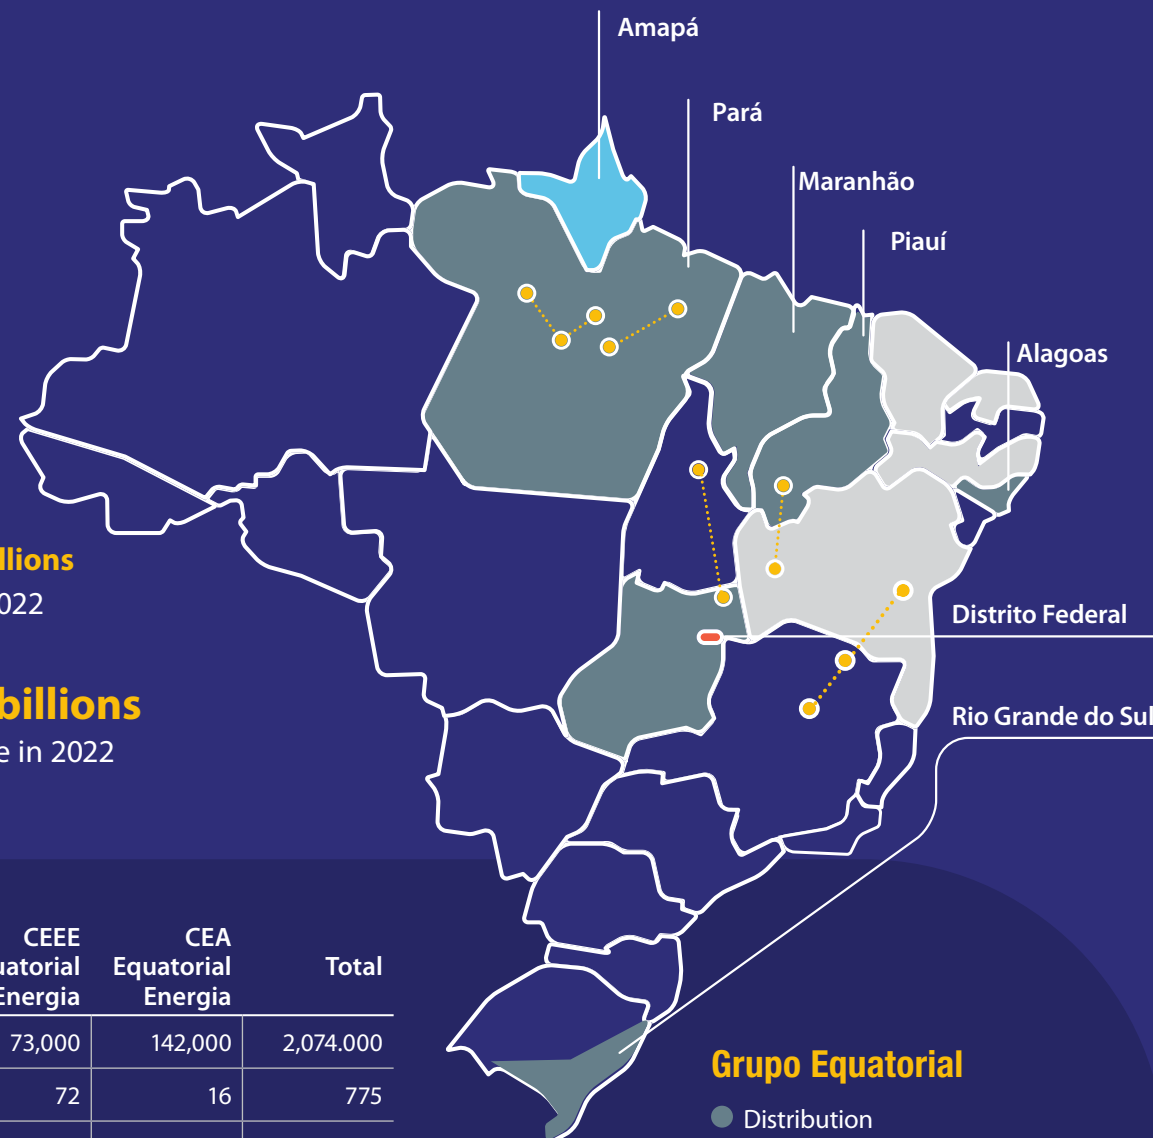 Amapá
Pará
Maranhão
Piauí
Alagoas
Distrito Federal
Rio Grande do Sul
llions
022
billions
e in 2022
CEEE
uatorial
Energia
CEA
Equatorial
Energia
Total
73,000 142,000 2,074.000
72 16 775
Grupo Equatorial
Distribution